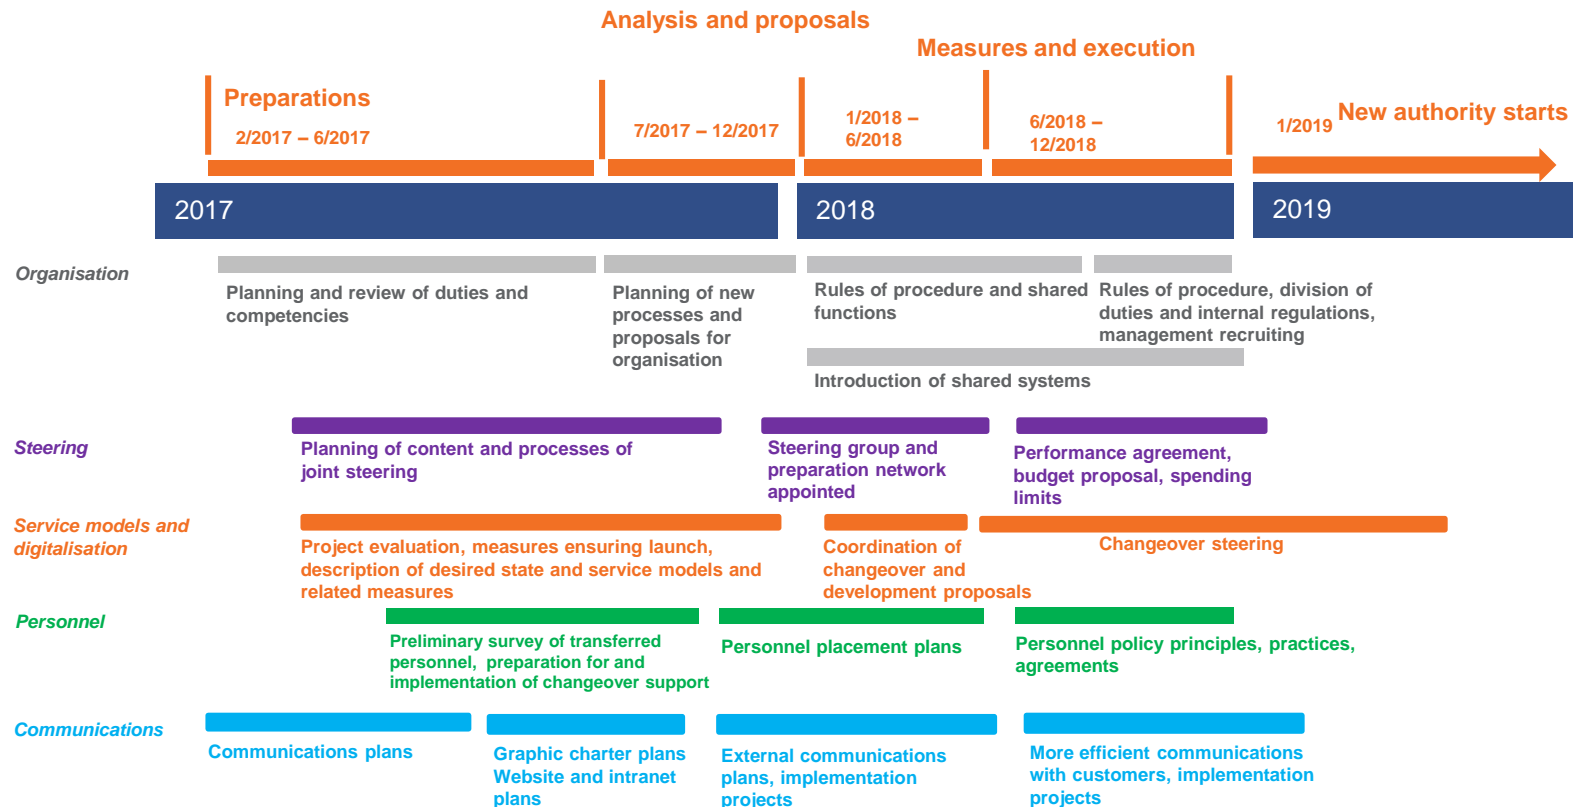 Analysis and proposals
Measures and execution
Preparations
2/2017 – 6/2017
7/2017 – 12/2017
1/2018 –
6/2018
6/2018 –
12/2018
1/2019
New authority starts
2017
2018
2019
Organisation
Planning and review of duties and
competencies
Planning of new
processes and
proposals for
organisation
Rules of procedure and shared
functions
Rules of procedure, division of
duties and internal regulations,
management recruiting
Introduction of shared systems
Steering
Planning of content and processes of
joint steering
Steering group and
preparation network
appointed
Performance agreement,
budget proposal, spending
limits
Service models and
digitalisation
Project evaluation, measures ensuring launch,
description of desired state and service models and
related measures
Coordination of
changeover and
development proposals
Changeover steering
Personnel
Preliminary survey of transferred
personnel, preparation for and
implementation of changeover support
Personnel placement plans
Personnel policy principles, practices,
agreements
Communications
Communications plans
Graphic charter plans
Website and intranet
plans
External communications
plans, implementation
projects
More efficient communications
with customers, implementation
projects